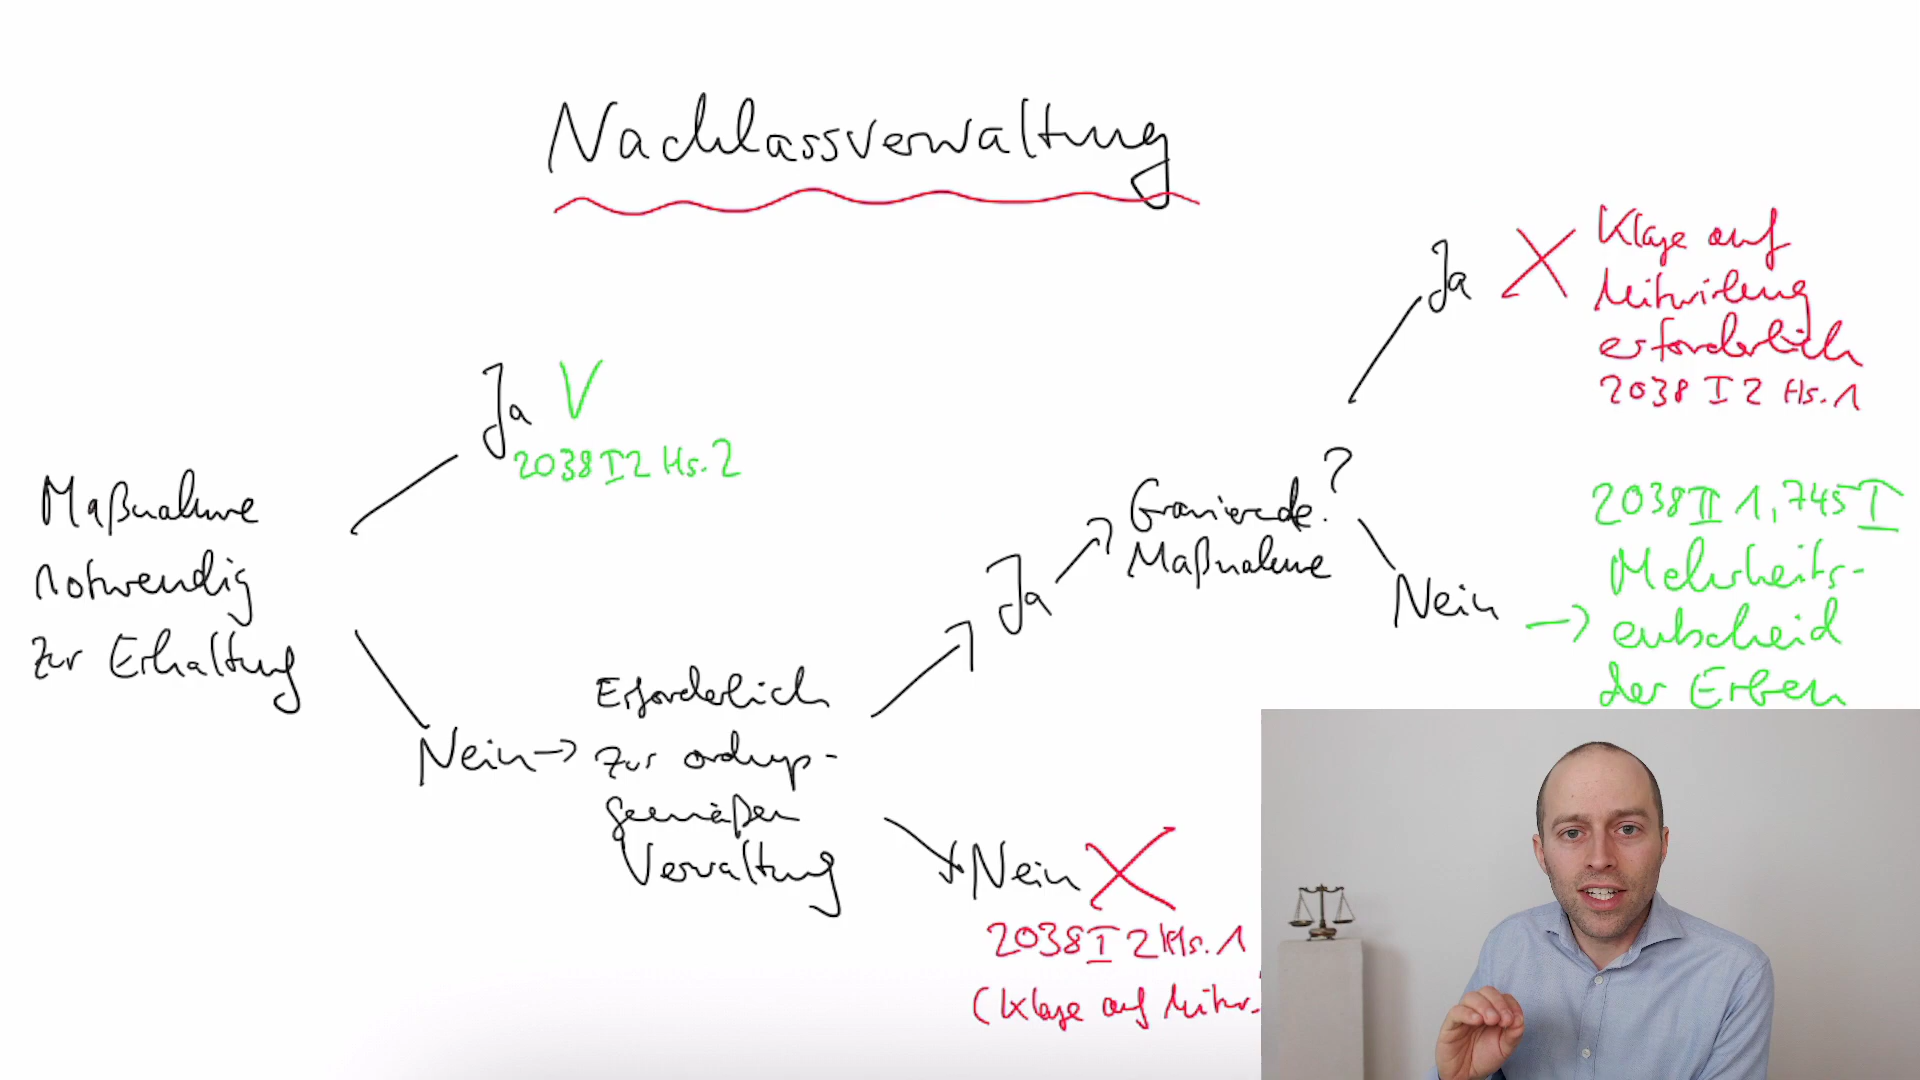 Nachlassverwaltung
Maßnahme
notwendig
zur Erhaltung
Ja V
2038 I 2 Hs. 2
Nein →
Erforderlich
zur ordnungs-
gemäßen
Verwaltung
Ja
Nein X
2038 I 2 Hs. 1
(Klage auf Mitw.
Gravierende ?
Maßnahme
Ja X
Klage auf
Mitwirkung
erforderlich
2038 I 2 Hs. 1
Nein →
2038 II 1, 745 I
Mehrheits-
entscheid
der Erben